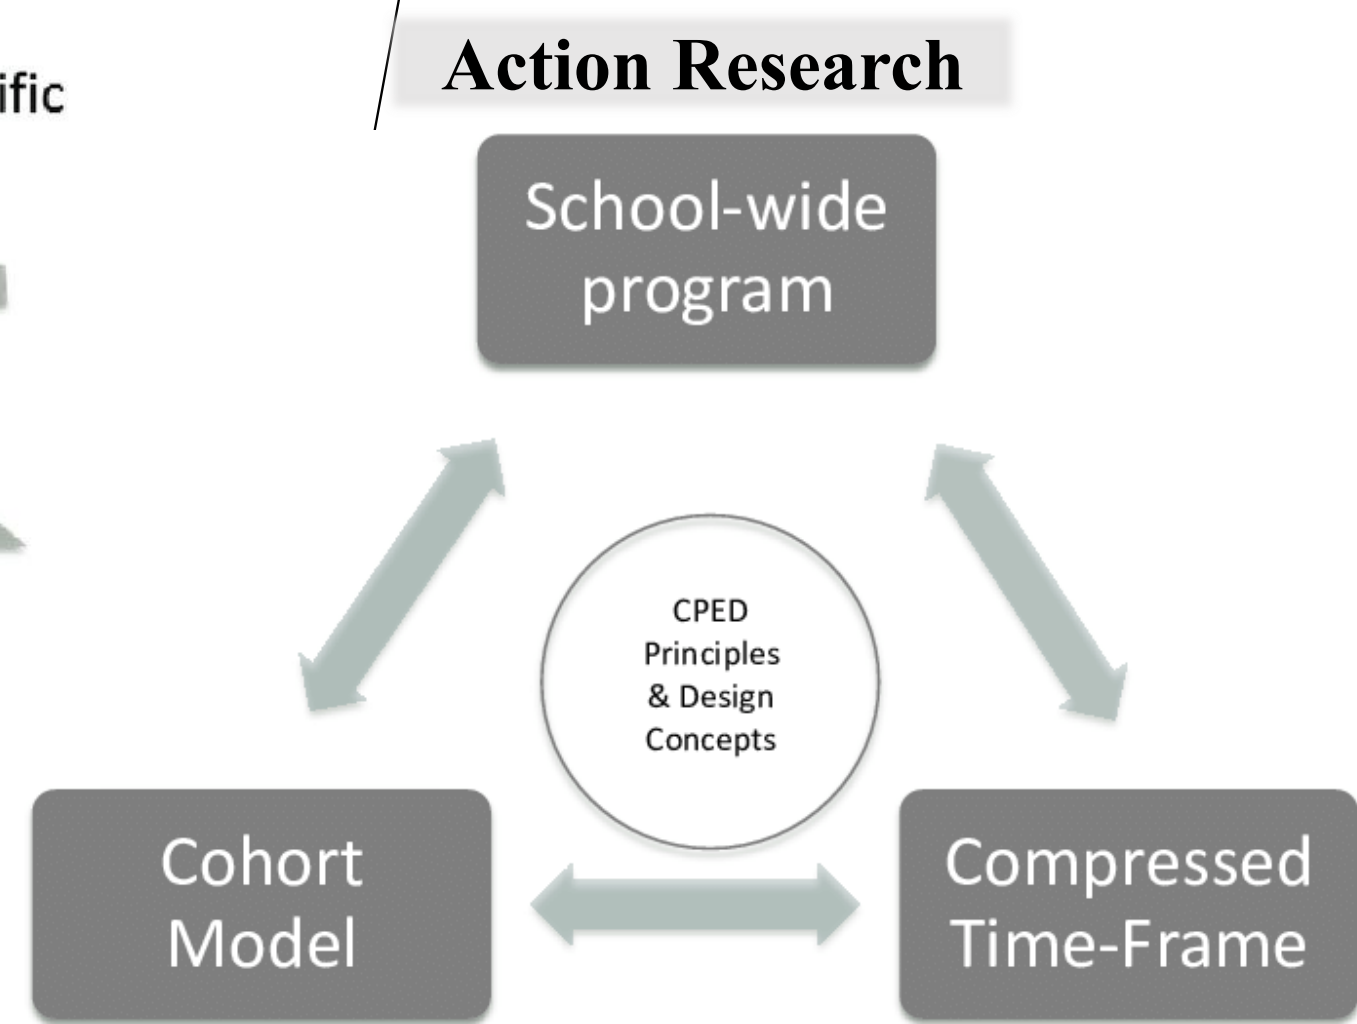 Action Research
ific
School-wide
program
CPED
Principles
& Design
Concepts
Cohort
Model
Compressed
Time-Frame